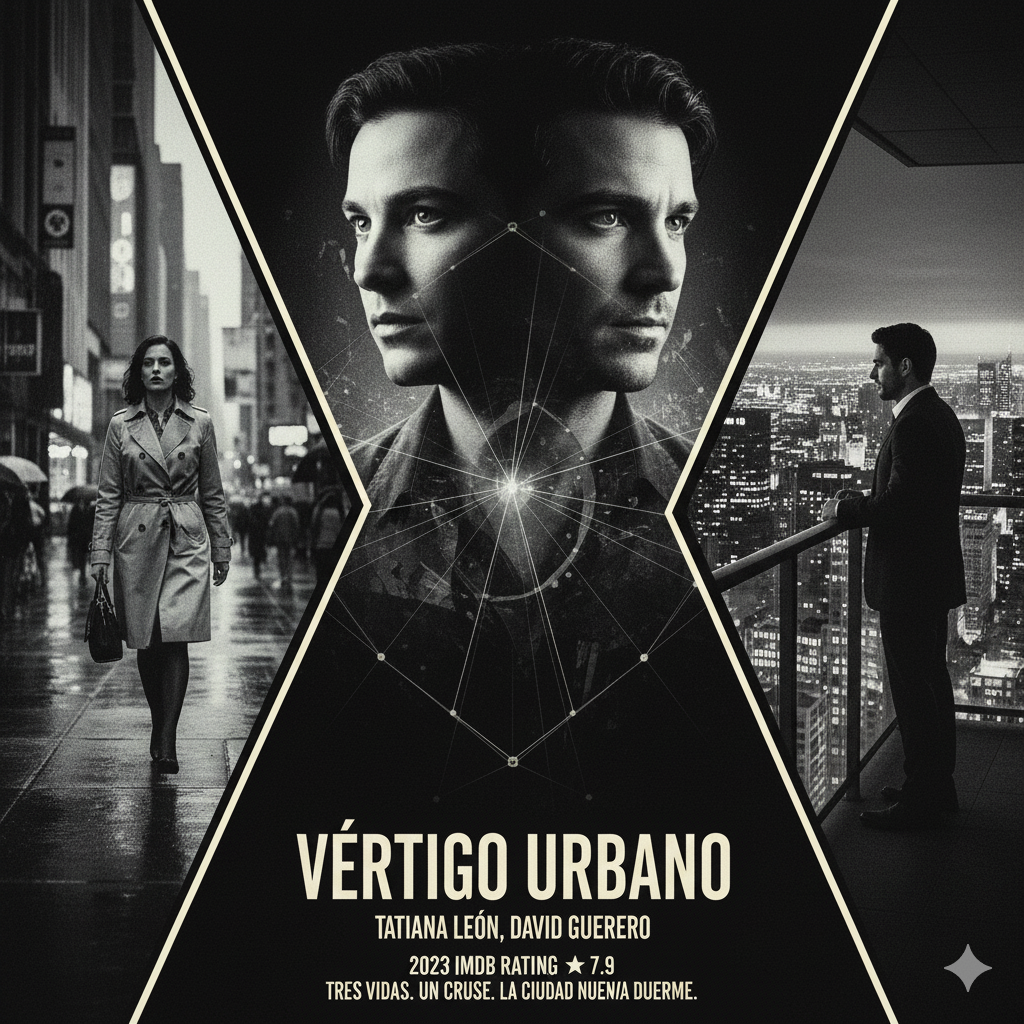 VÉRTIGO URBANO
TATIANA LEÓN, DAVID GUERERO
2023 IMDB RATING ★ 7.9
TRES VIDAS. UN CRUSE. LA CIUDAD DUERME.